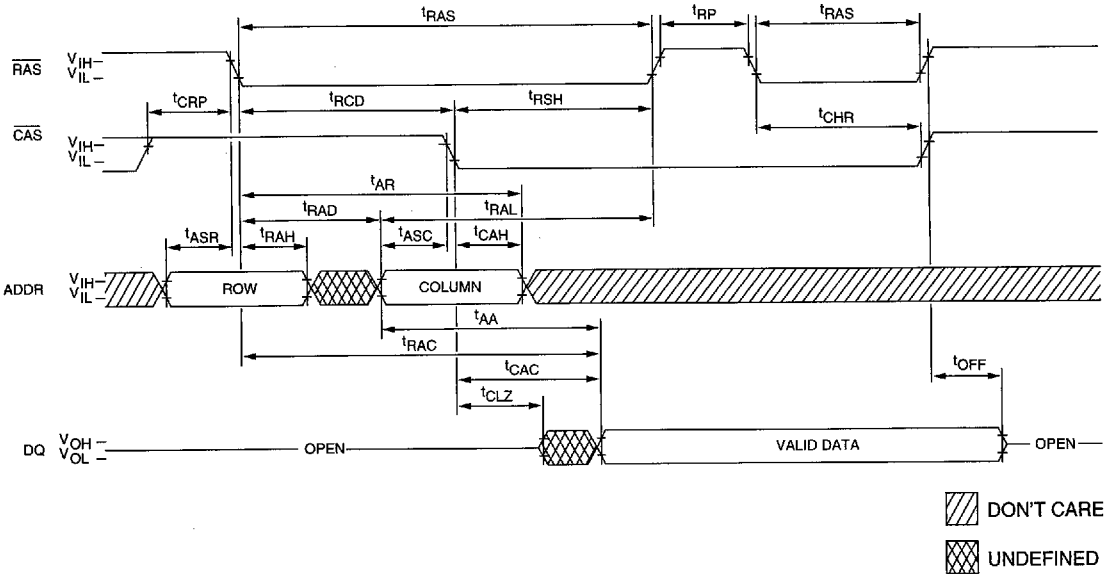 tRAS tRP tRAS
RAS VIH VIL
tCRP tRCD tRSH
CAS VIH VIL
tCHR
tAR
tRAD tRAL
tASR tRAH tASC tCAH
ADDR VIH VIL ROW COLUMN
tAA
tRAC
tCAC tOFF
tCLZ
DQ VOH VOL OPEN VALID DATA OPEN
DON'T CARE
UNDEFINED